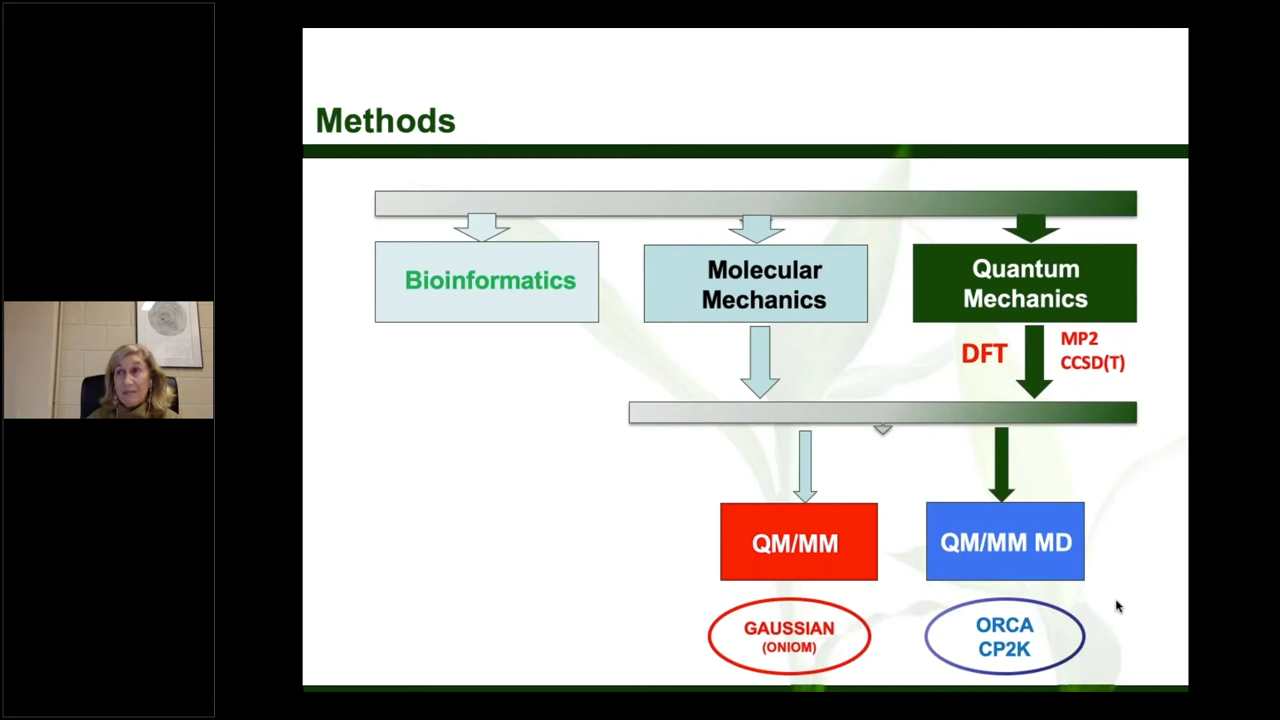 Methods
Bioinformatics
Molecular
Mechanics
Quantum
Mechanics
DFT
MP2
CCSD(T)
QM/MM
QM/MM MD
GAUSSIAN
(ONIOM)
ORCA
CP2K